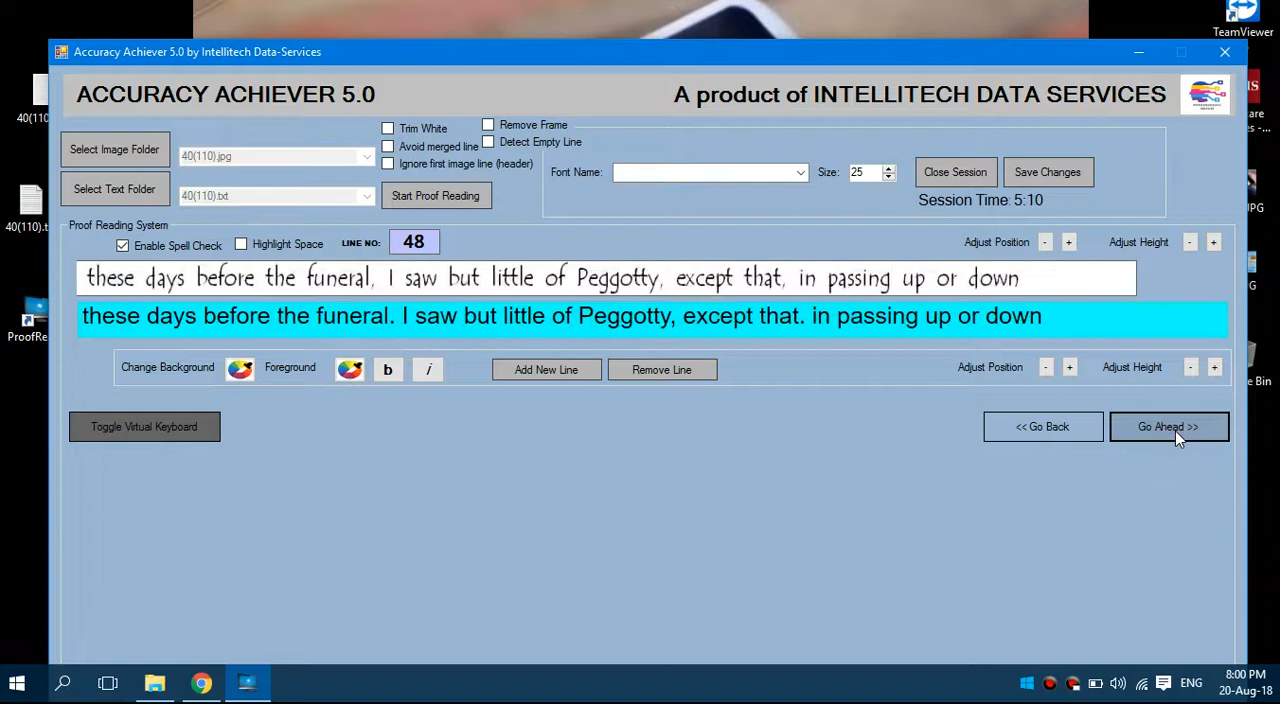 TeamViewer
Accuracy Achiever 5.0 by Intellitech Data-Services
ACCURACY ACHIEVER 5.0
A product of INTELLITECH DATA SERVICES
40(110
Select Image Folder
40(110).jpg
Trim White
Remove Frame
Avoid merged line
Detect Empty Line
Ignore first image line (header)
Font Name:
Size:
25
Close Session
Save Changes
Select Text Folder
40(110).txt
Start Proof Reading
Session Time: 5:10
40(110).t
Proof Reading System
Enable Spell Check
Highlight Space
LINE NO:
48
Adjust Position
-
+
Adjust Height
-
+
these days before the funeral, I saw but little of Peggotty, except that, in passing up or down
these days before the funeral. I saw but little of Peggotty, except that. in passing up or down
ProofRe
Change Background
Foreground
b
i
Add New Line
Remove Line
Adjust Position
-
+
Adjust Height
-
+
Toggle Virtual Keyboard
<< Go Back
Go Ahead >>
IS
are
e - ...
JPG
G
e Bin
ENG
8:00 PM
20-Aug-18